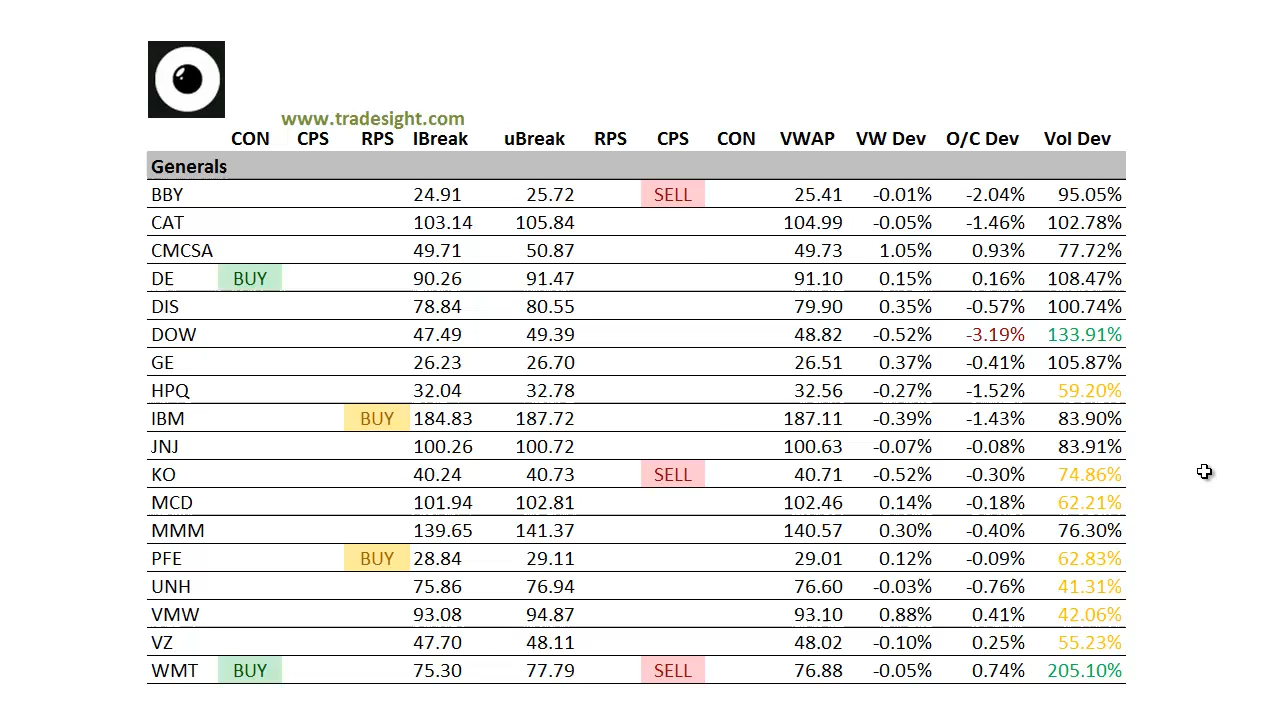 www.tradesight.com
CON CPS RPS lBreak uBreak RPS CPS CON VWAP VW Dev O/C Dev Vol Dev
Generals
BBY 24.91 25.72 SELL 25.41 -0.01% -2.04% 95.05%
CAT 103.14 105.84 104.99 -0.05% -1.46% 102.78%
CMCSA 49.71 50.87 49.73 1.05% 0.93% 77.72%
DE BUY 90.26 91.47 91.10 0.15% 0.16% 108.47%
DIS 78.84 80.55 79.90 0.35% -0.57% 100.74%
DOW 47.49 49.39 48.82 -0.52% -3.19% 133.91%
GE 26.23 26.70 26.51 0.37% -0.41% 105.87%
HPQ 32.04 32.78 32.56 -0.27% -1.52% 59.20%
IBM BUY 184.83 187.72 187.11 -0.39% -1.43% 83.90%
JNJ 100.26 100.72 100.63 -0.07% -0.08% 83.91%
KO 40.24 40.73 SELL 40.71 -0.52% -0.30% 74.86%
MCD 101.94 102.81 102.46 0.14% -0.18% 62.21%
MMM 139.65 141.37 140.57 0.30% -0.40% 76.30%
PFE BUY 28.84 29.11 29.01 0.12% -0.09% 62.83%
UNH 75.86 76.94 76.60 -0.03% -0.76% 41.31%
VMW 93.08 94.87 93.10 0.88% 0.41% 42.06%
VZ 47.70 48.11 48.02 -0.10% 0.25% 55.23%
WMT BUY 75.30 77.79 SELL 76.88 -0.05% 0.74% 205.10%